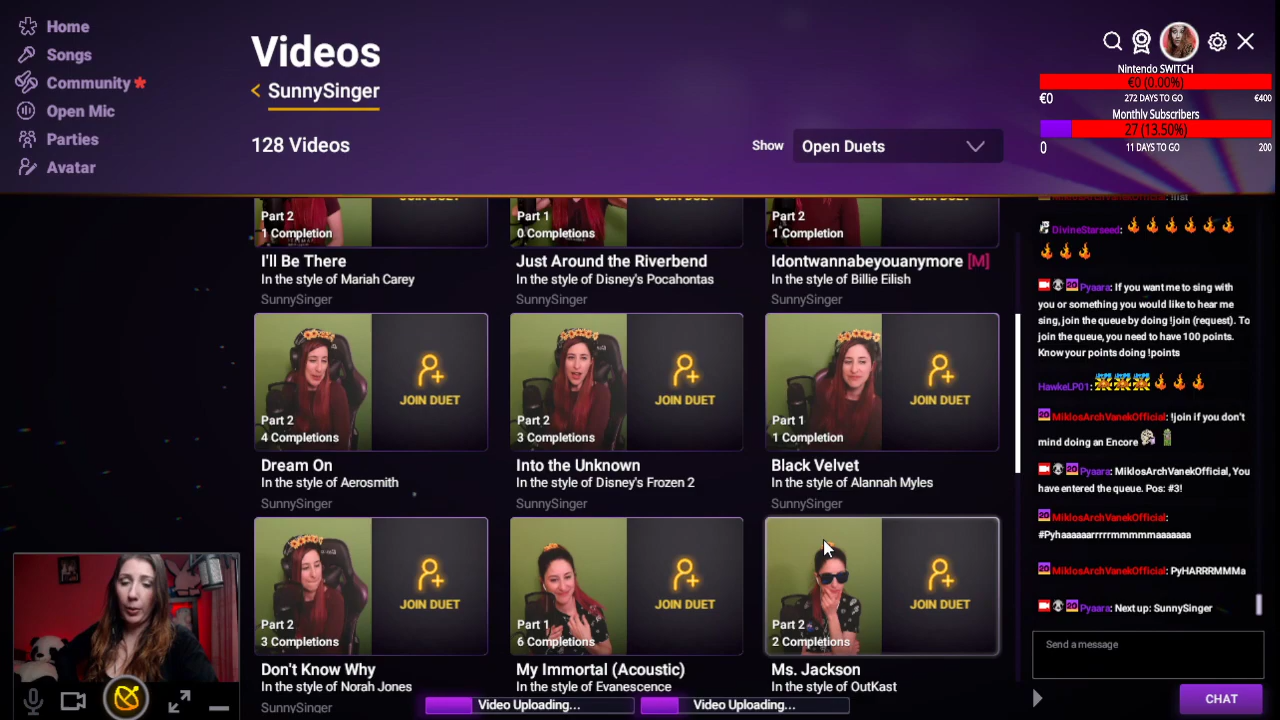 Home
Songs
Community *
Open Mic
Parties
Avatar
Videos
< SunnySinger
128 Videos
Show
Open Duets
Nintendo SWITCH
€0 (0.00%)
€0
272 DAYS TO GO
€400
Monthly Subscribers
27 (13.50%)
0
11 DAYS TO GO
200
Part 2
1 Completion
I'll Be There
In the style of Mariah Carey
SunnySinger
Part 1
0 Completions
Just Around the Riverbend
In the style of Disney's Pocahontas
SunnySinger
Part 2
1 Completion
Idontwannabeyouanymore [M]
In the style of Billie Eilish
SunnySinger
JOIN DUET
Part 2
4 Completions
Dream On
In the style of Aerosmith
SunnySinger
JOIN DUET
Part 2
3 Completions
Into the Unknown
In the style of Disney's Frozen 2
SunnySinger
JOIN DUET
Part 1
1 Completion
Black Velvet
In the style of Alannah Myles
SunnySinger
JOIN DUET
Part 2
3 Completions
Don't Know Why
In the style of Norah Jones
SunnySinger
JOIN DUET
Part 1
6 Completions
My Immortal (Acoustic)
In the style of Evanescence
JOIN DUET
Part 2
2 Completions
Ms. Jackson
In the style of OutKast
Video Uploading...
Video Uploading...
DivineStarseed:
20 Pyaara: If you want me to sing with
you or something you would like to hear me
sing, join the queue by doing !join (request). To
join the queue, you need to have 100 points.
Know your points doing !points
HawkeLP01:
20 MiklosArchVanekOfficial: !join if you don't
mind doing an Encore
20 Pyaara: MiklosArchVanekOfficial, You
have entered the queue. Pos: #3!
20 MiklosArchVanekOfficial:
#Pyhaaaaarrrrrmmmmaaaaaaa
20 MiklosArchVanekOfficial: PyHARRRMMMa
20 Pyaara: Next up: SunnySinger
Send a message
CHAT